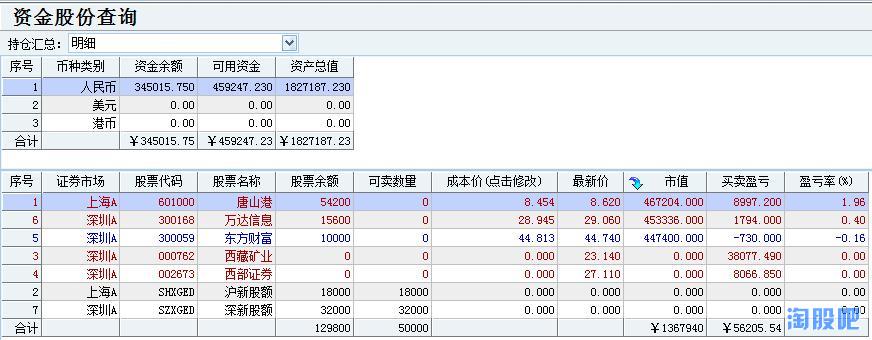 资金股份查询
持仓汇总: 明细
序号 币种类别 资金余额 可用资金 资产总值
1 人民币 345015.750 459247.230 1827187.230
2 美元 0.00 0.00 0.00
3 港币 0.00 0.00 0.00
合计 ￥345015.75 ￥459247.23 ￥1827187.23
序号 证券市场 股票代码 股票名称 股票余额 可卖数量 成本价(点击修改) 最新价 市值 买卖盈亏 盈亏率(%)
1 上海A 601000 唐山港 54200 0 8.454 8.620 467204.000 8997.200 1.96
6 深圳A 300168 万达信息 15600 0 28.945 29.060 453336.000 1794.000 0.40
5 深圳A 300059 东方财富 10000 0 44.813 44.740 447400.000 -730.000 -0.16
3 深圳A 000762 西藏矿业 0 0 0.000 23.140 0.000 38077.490 0.00
4 深圳A 002673 西部证券 0 0 0.000 27.110 0.000 8066.850 0.00
2 上海A SHXGED 沪新股额 18000 18000 0.000 0.000 0.000 0.000 0.00
7 深圳A SZXGED 深新股额 32000 32000 0.000 0.000 0.000 0.000 0.00
合计 129800 50000 ￥1367940 ￥56205.54
淘股吧